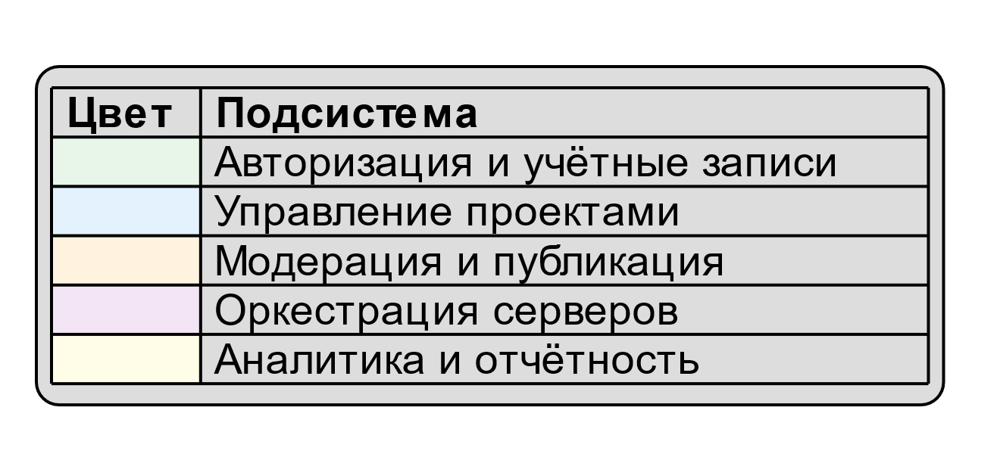 Цвет Подсистема
Авторизация и учётные записи
Управление проектами
Модерация и публикация
Оркестрация серверов
Аналитика и отчётность